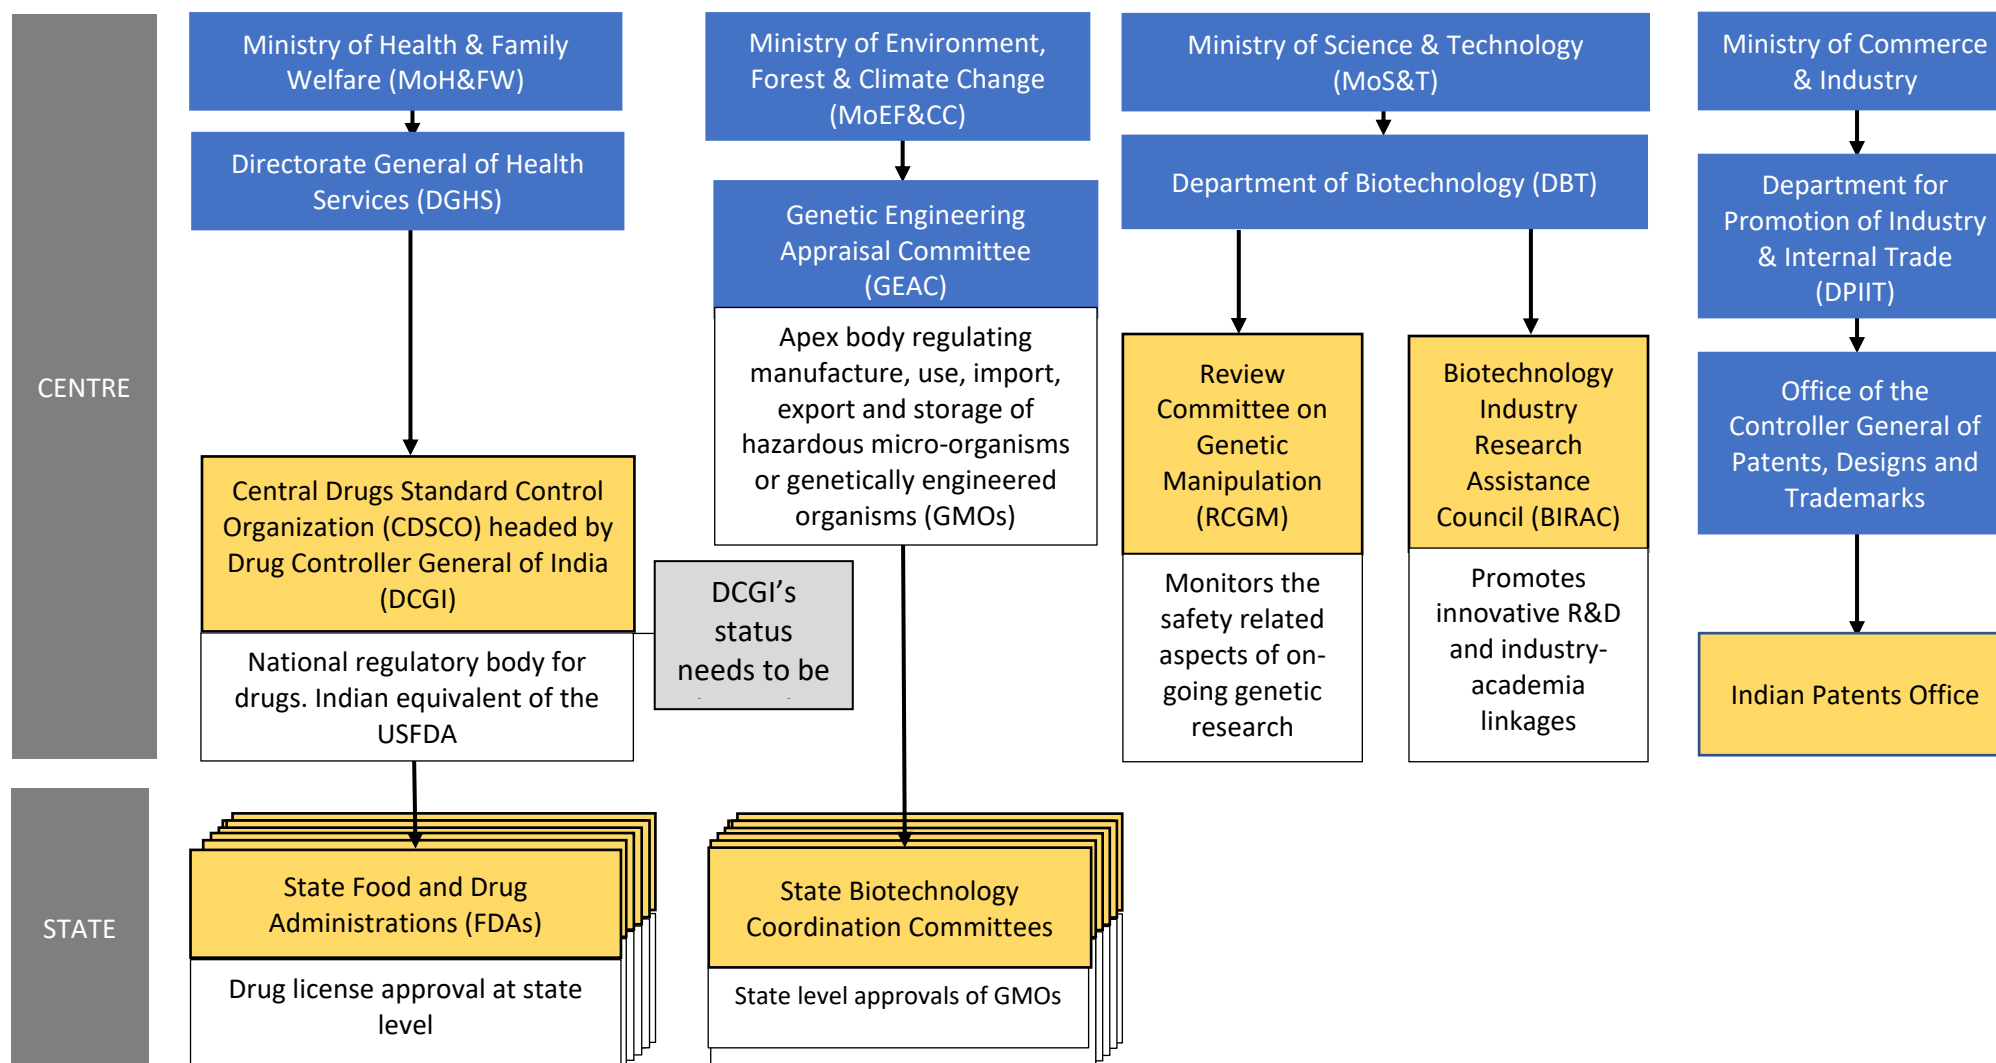 CENTRE
Ministry of Health & Family
Welfare (MoH&FW)
Directorate General of Health
Services (DGHS)
Central Drugs Standard Control
Organization (CDSCO) headed by
Drug Controller General of India
(DCGI)
National regulatory body for
drugs. Indian equivalent of the
USFDA
DCGI’s
status
needs to be
Ministry of Environment,
Forest & Climate Change
(MoEF&CC)
Genetic Engineering
Appraisal Committee
(GEAC)
Apex body regulating
manufacture, use, import,
export and storage of
hazardous micro-organisms
or genetically engineered
organisms (GMOs)
Ministry of Science & Technology
(MoS&T)
Department of Biotechnology (DBT)
Review
Committee on
Genetic
Manipulation
(RCGM)
Monitors the
safety related
aspects of on-
going genetic
research
Biotechnology
Industry
Research
Assistance
Council (BIRAC)
Promotes
innovative R&D
and industry-
academia
linkages
Ministry of Commerce
& Industry
Department for
Promotion of Industry
& Internal Trade
(DPIIT)
Office of the
Controller General of
Patents, Designs and
Trademarks
Indian Patents Office
STATE
State Food and Drug
Administrations (FDAs)
Drug license approval at state
level
State Biotechnology
Coordination Committees
State level approvals of GMOs